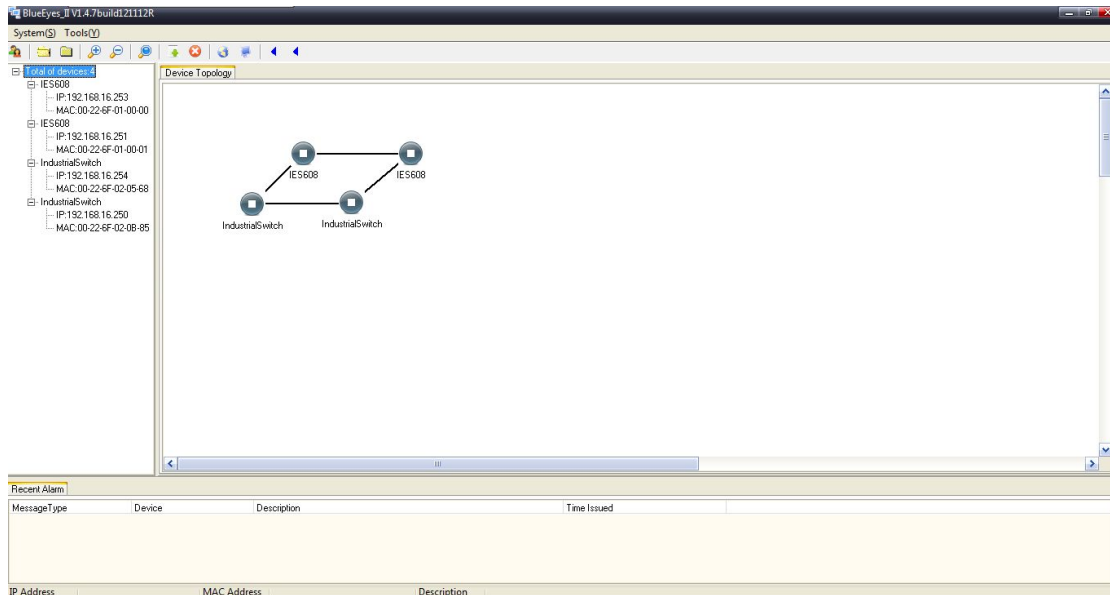 BlueEyes_II V1.4.7build121112R
System(S) Tools(Y)
Total of devices:4
IES608
IP:192.168.16.253
MAC:00-22-6F-01-00-00
IES608
IP:192.168.16.251
MAC:00-22-6F-01-00-01
IndustrialSwitch
IP:192.168.16.254
MAC:00-22-6F-02-05-68
IndustrialSwitch
IP:192.168.16.250
MAC:00-22-6F-02-0B-85
Device Topology
IES608 IES608
IndustrialSwitch IndustrialSwitch
Recent Alarm
MessageType Device Description Time Issued
IP Address MAC Address Description